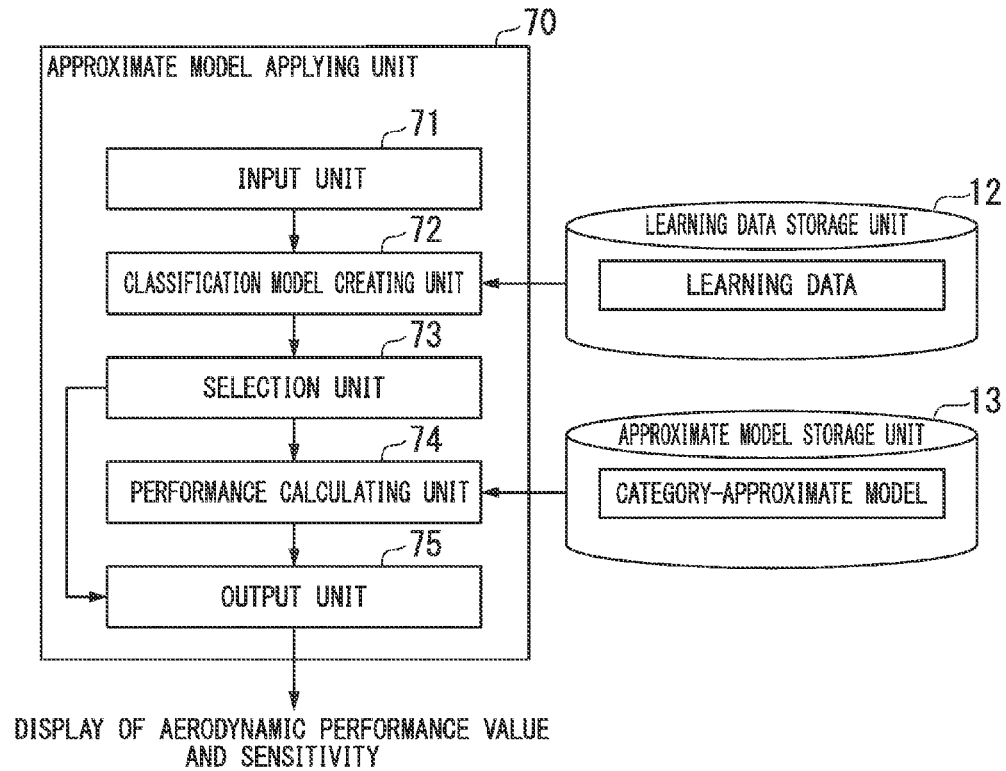 70
APPROXIMATE MODEL APPLYING UNIT
71
INPUT UNIT
72
CLASSIFICATION MODEL CREATING UNIT
73
SELECTION UNIT
74
PERFORMANCE CALCULATING UNIT
75
OUTPUT UNIT
12
LEARNING DATA STORAGE UNIT
LEARNING DATA
13
APPROXIMATE MODEL STORAGE UNIT
CATEGORY-APPROXIMATE MODEL
DISPLAY OF AERODYNAMIC PERFORMANCE VALUE
AND SENSITIVITY